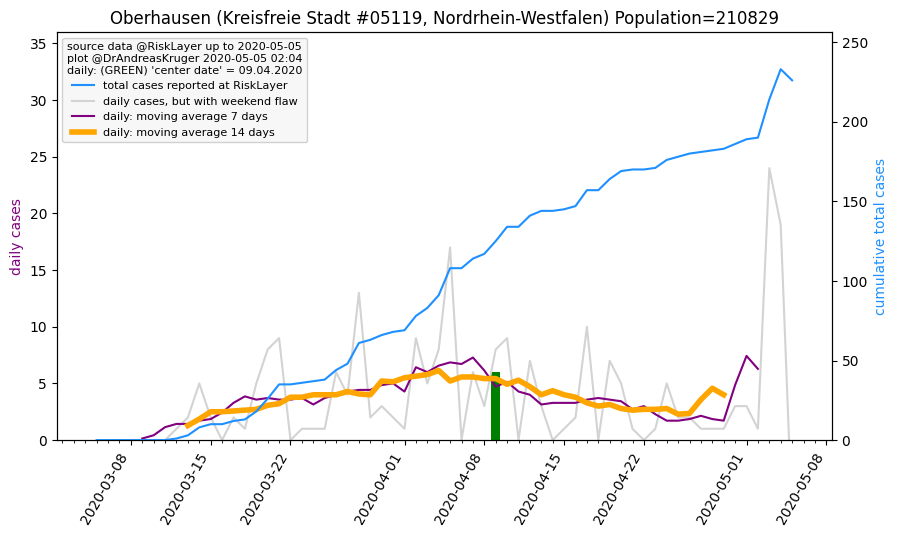 Oberhausen (Kreisfreie Stadt #05119, Nordrhein-Westfalen) Population=210829
source data @RiskLayer up to 2020-05-05
plot @DrAndreasKruger 2020-05-05 02:04
daily: (GREEN) 'center date' = 09.04.2020
total cases reported at RiskLayer
daily cases, but with weekend flaw
daily: moving average 7 days
daily: moving average 14 days
daily cases
35
30
25
20
15
10
5
0
cumulative total cases
250
200
150
100
50
0
2020-03-08
2020-03-15
2020-03-22
2020-04-01
2020-04-08
2020-04-15
2020-04-22
2020-05-01
2020-05-08